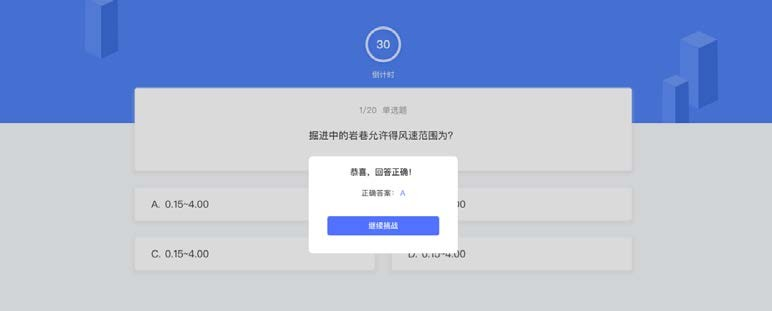 30
倒计时
1/20 单选题
掘进中的岩巷允许得风速范围为?
恭喜，回答正确!
正确答案: A
继续挑战
A. 0.15~4.00
C. 0.15~4.00
D. 0.15~4.00